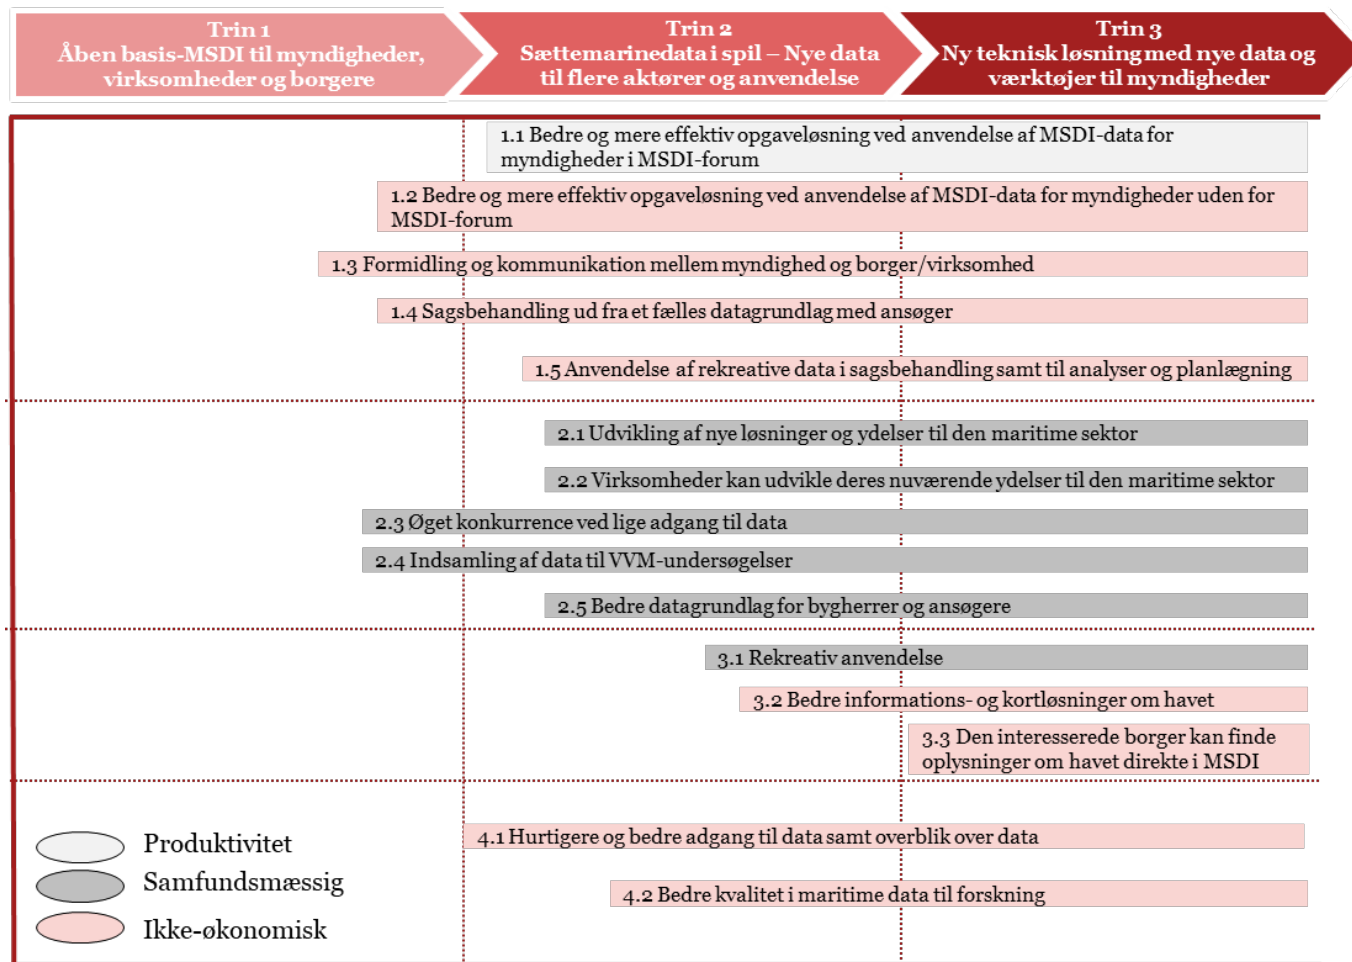 Trin 1
Åben basis-MSDI til myndigheder,
virksomheder og borgere
Trin 2
Sættemarinedata i spil – Nye data
til flere aktører og anvendelse
Trin 3
Ny teknisk løsning med nye data og
værktøjer til myndigheder
1.1 Bedre og mere effektiv opgaveløsning ved anvendelse af MSDI-data for
myndigheder i MSDI-forum
1.2 Bedre og mere effektiv opgaveløsning ved anvendelse af MSDI-data for myndigheder uden for
MSDI-forum
1.3 Formidling og kommunikation mellem myndighed og borger/virksomhed
1.4 Sagsbehandling ud fra et fælles datagrundlag med ansøger
1.5 Anvendelse af rekreative data i sagsbehandling samt til analyser og planlægning
2.1 Udvikling af nye løsninger og ydelser til den maritime sektor
2.2 Virksomheder kan udvikle deres nuværende ydelser til den maritime sektor
2.3 Øget konkurrence ved lige adgang til data
2.4 Indsamling af data til VVM-undersøgelser
2.5 Bedre datagrundlag for bygherrer og ansøgere
3.1 Rekreativ anvendelse
3.2 Bedre informations- og kortløsninger om havet
3.3 Den interesserede borger kan finde
oplysninger om havet direkte i MSDI
4.1 Hurtigere og bedre adgang til data samt overblik over data
4.2 Bedre kvalitet i maritime data til forskning
Produktivitet
Samfundsmæssig
Ikke-økonomisk